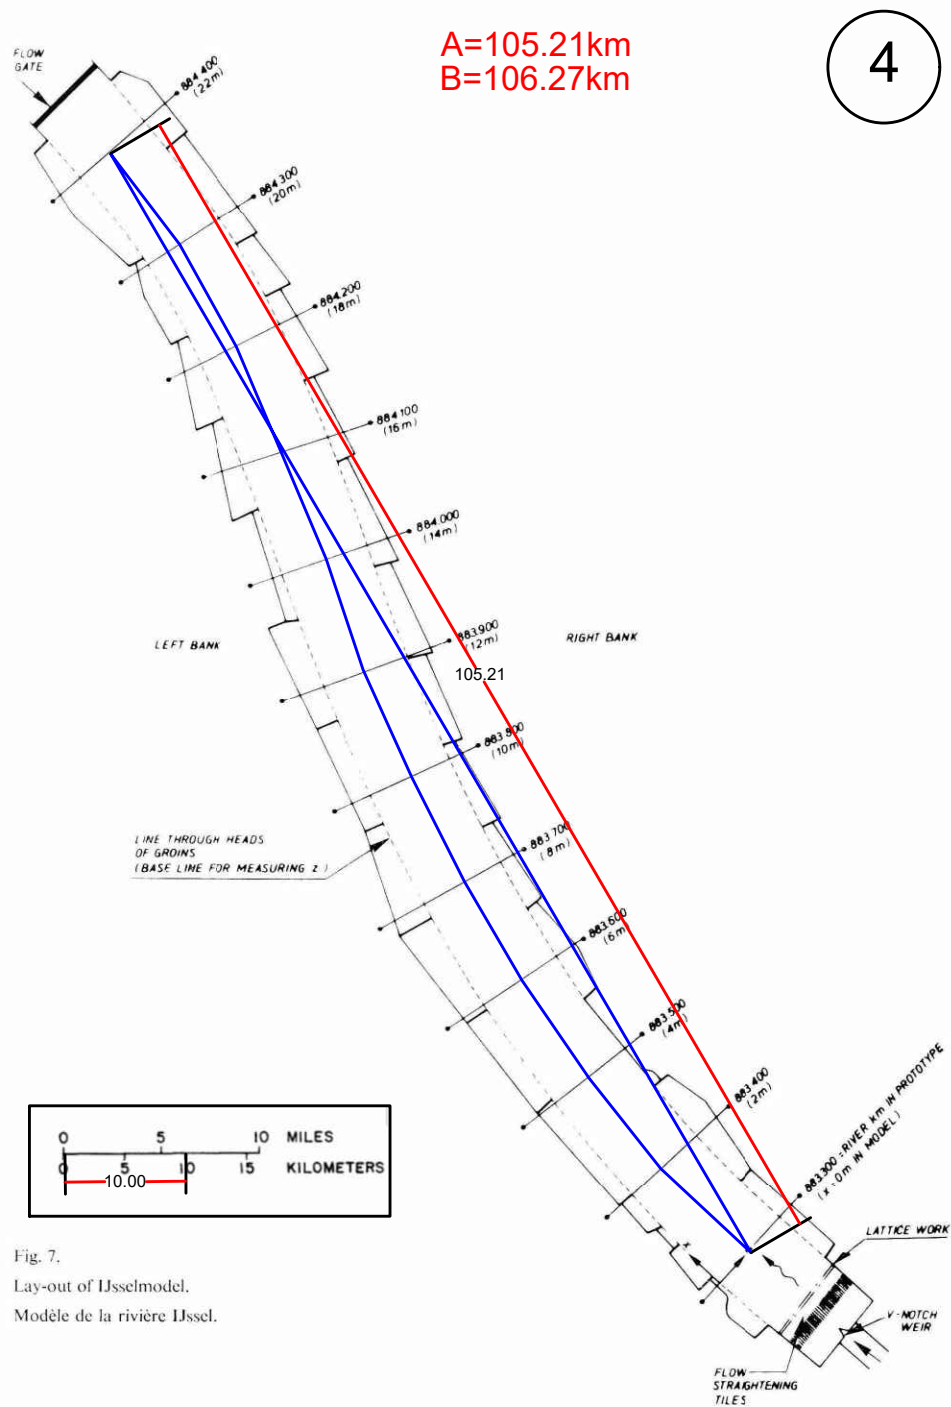 A=105.21km
B=106.27km
4
FLOW
GATE
884.400
(22m)
884.300
(20m)
884.200
(18m)
884.100
(16m)
884.000
(14m)
883.900
(12m)
LEFT BANK
RIGHT BANK
105.21
883.800
(10m)
LINE THROUGH HEADS
OF GROINS
(BASE LINE FOR MEASURING z)
883.700
(8m)
883.600
(6m
883.500
(4m)
883.400
(2m)
883.300 = RIVER km IN PROTOTYPE
(x = 0m IN MODEL)
0 5 10 MILES
0 5 10 15 KILOMETERS
10.00
x
LATTICE WORK
V-NOTCH
WEIR
FLOW
STRAIGHTENING
TILES
Fig. 7.
Lay-out of IJsselmodel.
Modèle de la rivière IJssel.